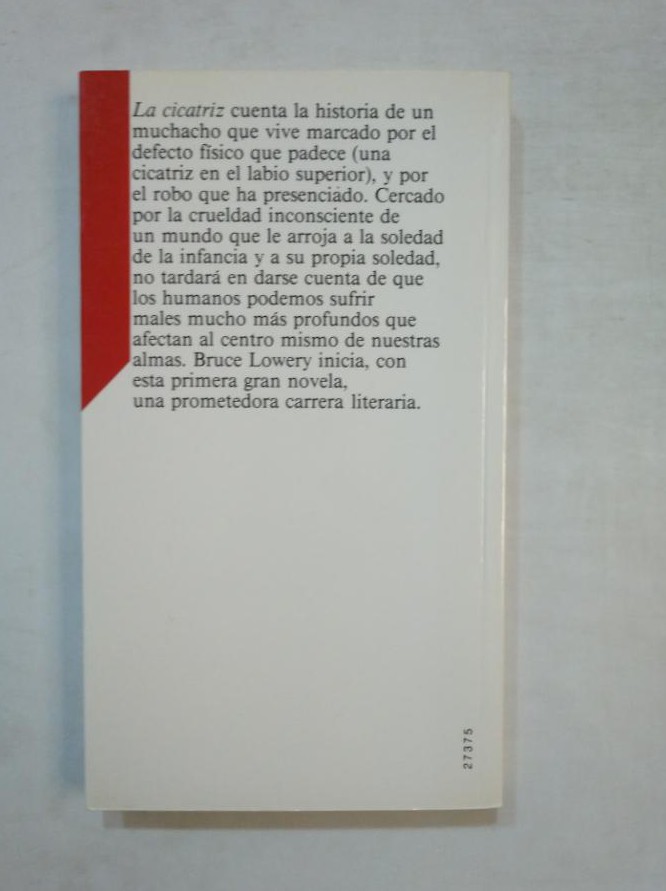 La cicatriz cuenta la historia de un
muchacho que vive marcado por el
defecto físico que padece (una
cicatriz en el labio superior), y por
el robo que ha presenciado. Cercado
por la crueldad inconsciente de
un mundo que le arroja a la soledad
de la infancia y a su propia soledad,
no tardará en darse cuenta de que
los humanos podemos sufrir
males mucho más profundos que
afectan al centro mismo de nuestras
almas. Bruce Lowery inicia, con
esta primera gran novela,
una prometedora carrera literaria.
27375